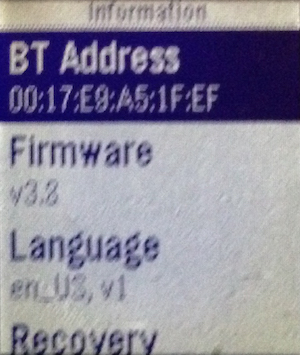 Information
BT Address
00:17:E9:A5:1F:EF
Firmware
v3.2
Language
en_US, v1
Recovery